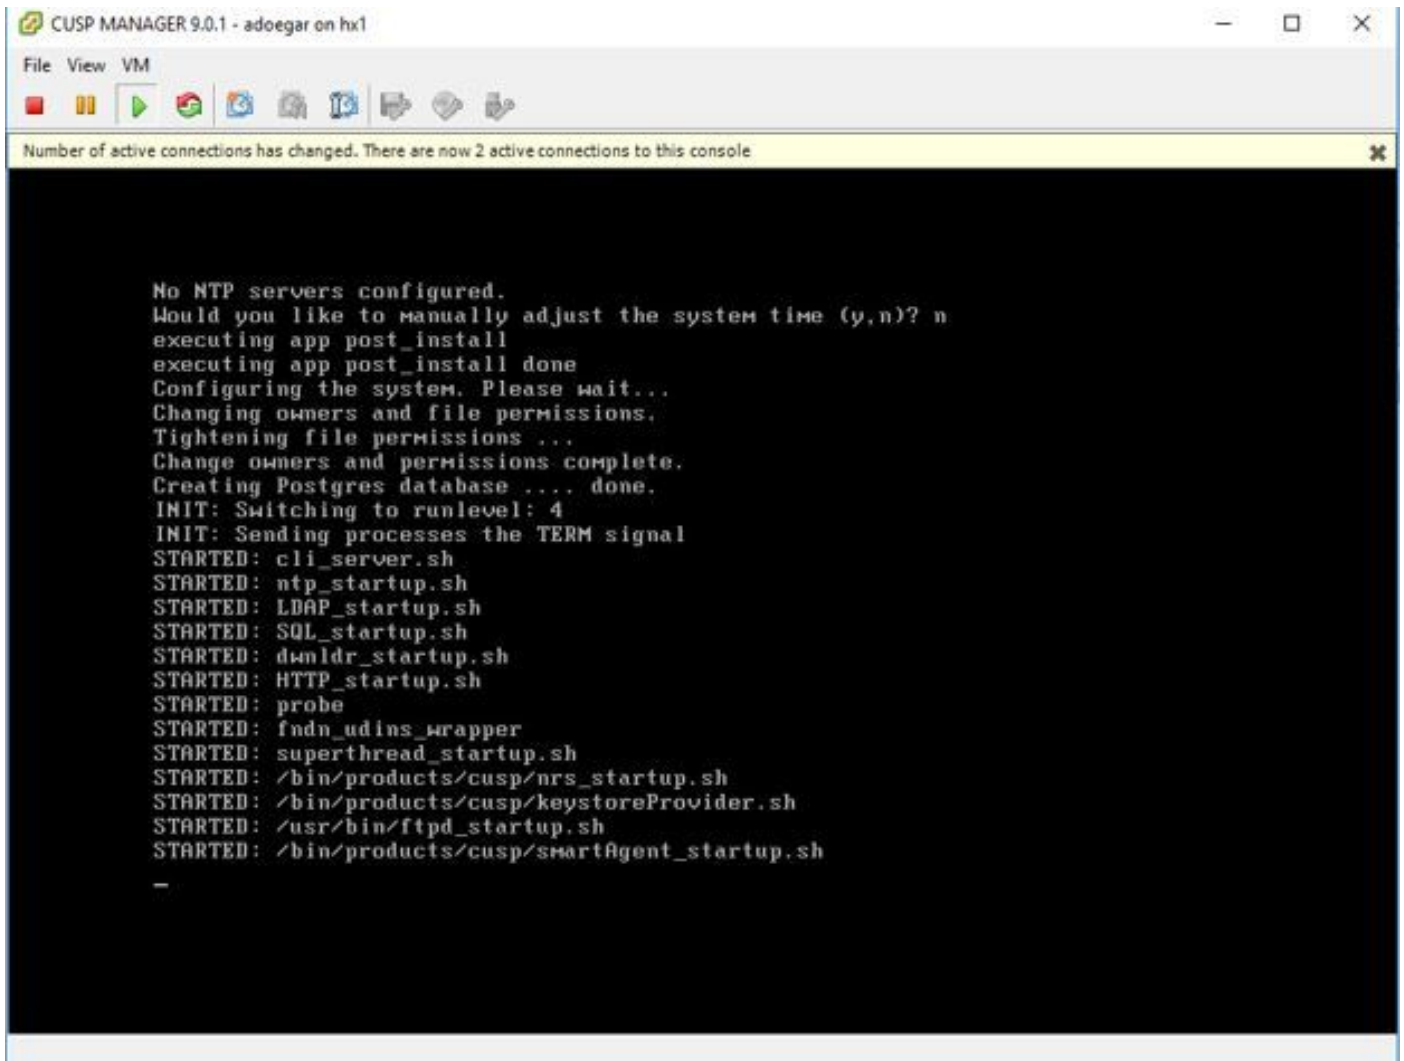 CUSP MANAGER 9.0.1 - adoegar on hx1
File View VM
Number of active connections has changed. There are now 2 active connections to this console
No NTP servers configured.
Would you like to manually adjust the system time (y,n)? n
executing app post_install
executing app post_install done
Configuring the system. Please wait...
Changing owners and file permissions.
Tightening file permissions ...
Change owners and permissions complete.
Creating Postgres database .... done.
INIT: Switching to runlevel: 4
INIT: Sending processes the TERM signal
STARTED: cli_server.sh
STARTED: ntp_startup.sh
STARTED: LDAP_startup.sh
STARTED: SQL_startup.sh
STARTED: dwnldr_startup.sh
STARTED: HTTP_startup.sh
STARTED: probe
STARTED: fndn_udins_wrapper
STARTED: superthread_startup.sh
STARTED: /bin/products/cusp/nrs_startup.sh
STARTED: /bin/products/cusp/keystoreProvider.sh
STARTED: /usr/bin/ftpd_startup.sh
STARTED: /bin/products/cusp/smartAgent_startup.sh